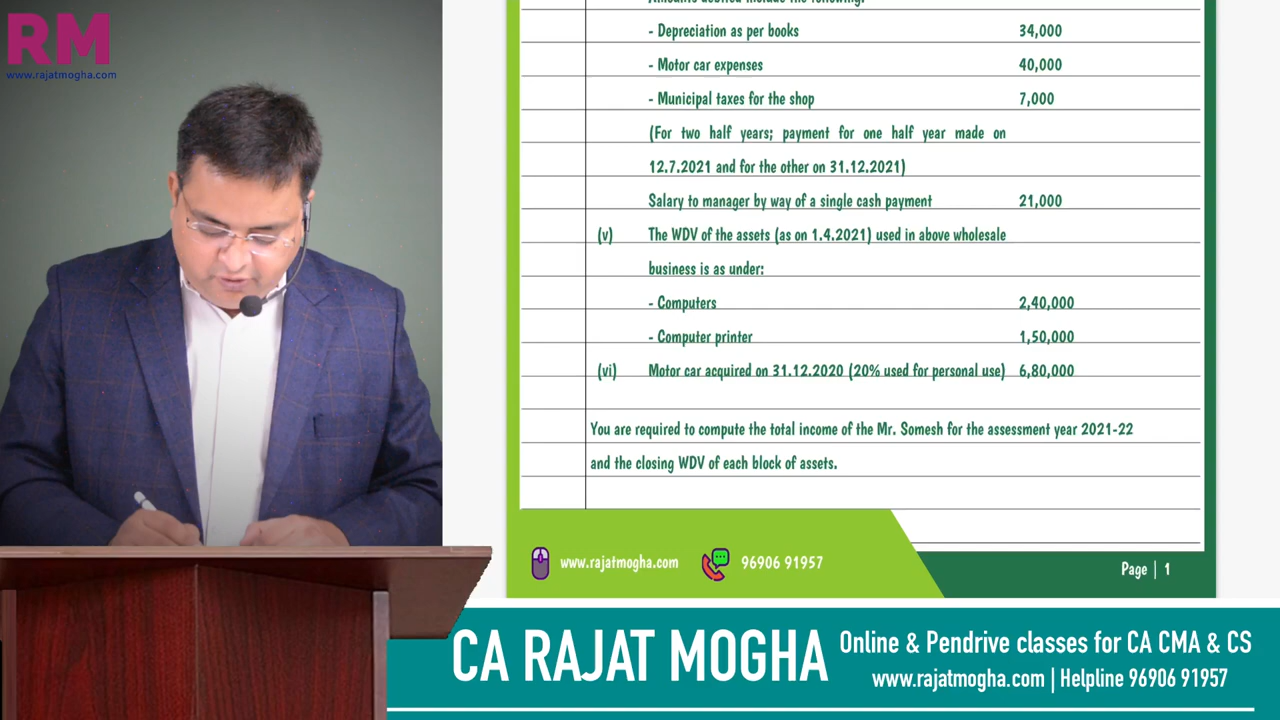 RM
www.rajatmogha.com
Amounts debited include the following:
- Depreciation as per books 34,000
- Motor car expenses 40,000
- Municipal taxes for the shop 7,000
(For two half years; payment for one half year made on
12.7.2021 and for the other on 31.12.2021)
Salary to manager by way of a single cash payment 21,000
(v) The WDV of the assets (as on 1.4.2021) used in above wholesale
business is as under:
- Computers 2,40,000
- Computer printer 1,50,000
(vi) Motor car acquired on 31.12.2020 (20% used for personal use) 6,80,000
You are required to compute the total income of the Mr. Somesh for the assessment year 2021-22
and the closing WDV of each block of assets.
www.rajatmogha.com 96906 91957
Page | 1
CA RAJAT MOGHA
Online & Pendrive classes for CA CMA & CS
www.rajatmogha.com | Helpline 96906 91957